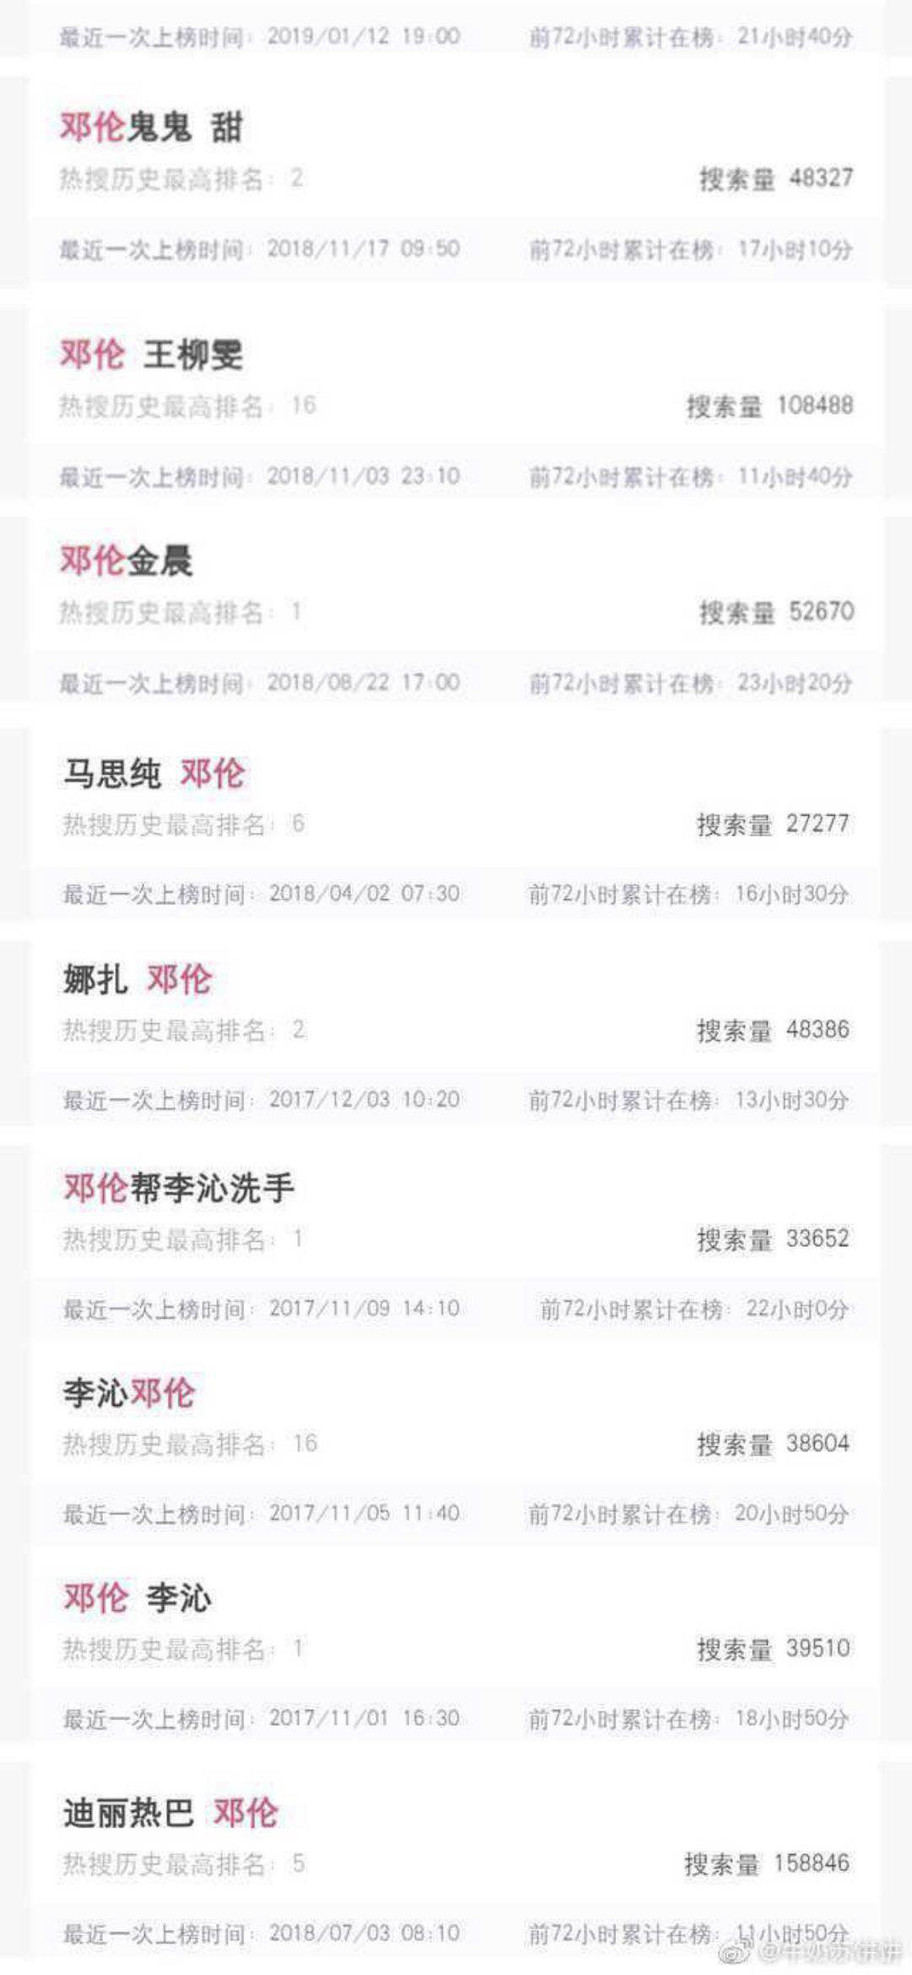 最近一次上榜时间：2019/01/12 19:00 前72小时累计在榜：21小时40分
邓伦鬼鬼 甜
热搜历史最高排名：2 搜索量 48327
最近一次上榜时间：2018/11/17 09:50 前72小时累计在榜：17小时10分
邓伦 王柳雯
热搜历史最高排名：16 搜索量 108488
最近一次上榜时间：2018/11/03 23:10 前72小时累计在榜：11小时40分
邓伦金晨
热搜历史最高排名：1 搜索量 52670
最近一次上榜时间：2018/08/22 17:00 前72小时累计在榜：23小时20分
马思纯 邓伦
热搜历史最高排名：6 搜索量 27277
最近一次上榜时间：2018/04/02 07:30 前72小时累计在榜：16小时30分
娜扎 邓伦
热搜历史最高排名：2 搜索量 48386
最近一次上榜时间：2017/12/03 10:20 前72小时累计在榜：13小时30分
邓伦帮李沁洗手
热搜历史最高排名：1 搜索量 33652
最近一次上榜时间：2017/11/09 14:10 前72小时累计在榜：22小时0分
李沁邓伦
热搜历史最高排名：16 搜索量 38604
最近一次上榜时间：2017/11/05 11:40 前72小时累计在榜：20小时50分
邓伦 李沁
热搜历史最高排名：1 搜索量 39510
最近一次上榜时间：2017/11/01 16:30 前72小时累计在榜：18小时50分
迪丽热巴 邓伦
热搜历史最高排名：5 搜索量 158846
最近一次上榜时间：2018/07/03 08:10 前72小时累计在榜：11小时50分